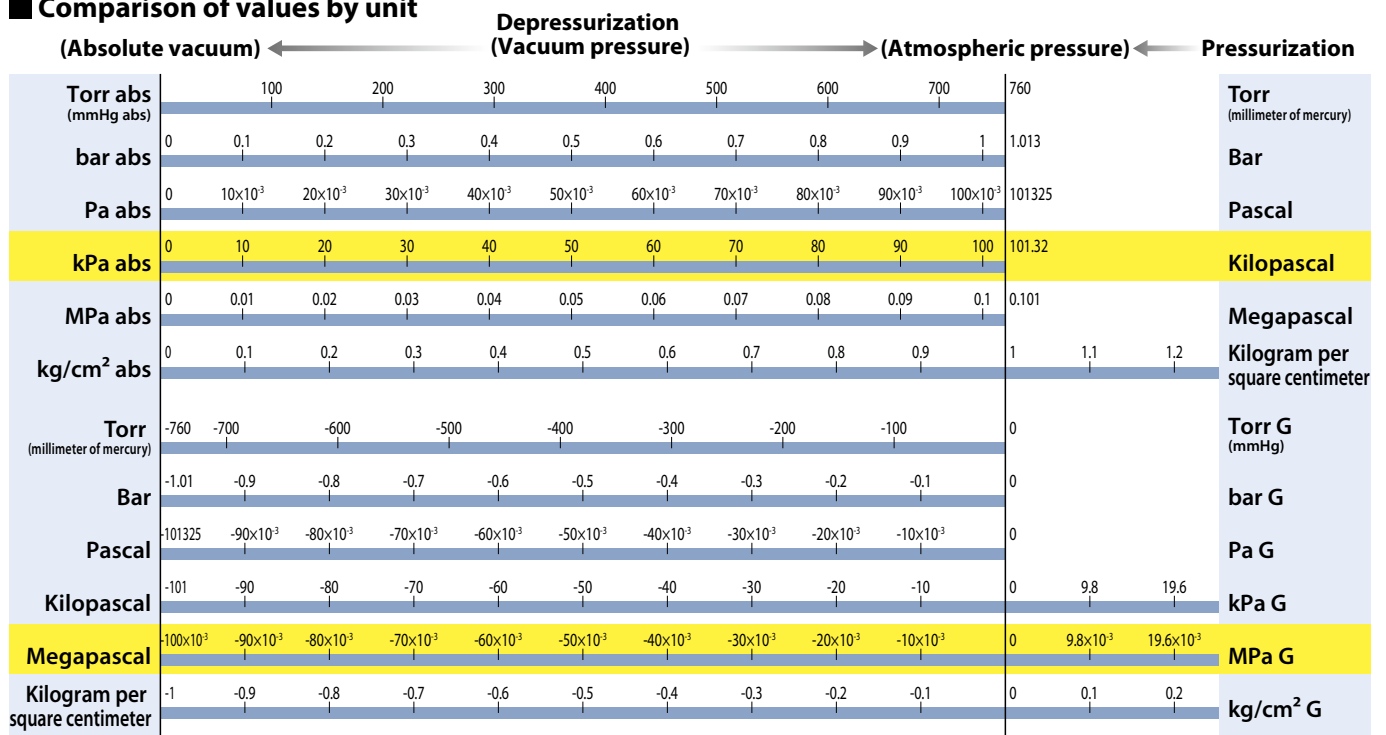 ■ Comparison of values by unit
Depressurization
(Vacuum pressure)
(Absolute vacuum)
(Atmospheric pressure)
Pressurization
Torr abs
(mmHg abs)
100 200 300 400 500 600 700 760
Torr
(millimeter of mercury)
bar abs
0 0.1 0.2 0.3 0.4 0.5 0.6 0.7 0.8 0.9 1 1.013
Bar
Pa abs
0 10×10⁻³ 20×10⁻³ 30×10⁻³ 40×10⁻³ 50×10⁻³ 60×10⁻³ 70×10⁻³ 80×10⁻³ 90×10⁻³ 100×10⁻³ 101325
Pascal
kPa abs
0 10 20 30 40 50 60 70 80 90 100 101.32
Kilopascal
MPa abs
0 0.01 0.02 0.03 0.04 0.05 0.06 0.07 0.08 0.09 0.1 0.101
Megapascal
kg/cm² abs
0 0.1 0.2 0.3 0.4 0.5 0.6 0.7 0.8 0.9 1 1.1 1.2
Kilogram per
square centimeter
Torr
(millimeter of mercury)
-760 -700 -600 -500 -400 -300 -200 -100 0
Torr G
(mmHg)
Bar
-1.01 -0.9 -0.8 -0.7 -0.6 -0.5 -0.4 -0.3 -0.2 -0.1 0
bar G
Pascal
-101325 -90×10⁻³ -80×10⁻³ -70×10⁻³ -60×10⁻³ -50×10⁻³ -40×10⁻³ -30×10⁻³ -20×10⁻³ -10×10⁻³ 0
Pa G
Kilopascal
-101 -90 -80 -70 -60 -50 -40 -30 -20 -10 0 9.8 19.6
kPa G
Megapascal
-100×10⁻³ -90×10⁻³ -80×10⁻³ -70×10⁻³ -60×10⁻³ -50×10⁻³ -40×10⁻³ -30×10⁻³ -20×10⁻³ -10×10⁻³ 0 9.8×10⁻³ 19.6×10⁻³
MPa G
Kilogram per
square centimeter
-1 -0.9 -0.8 -0.7 -0.6 -0.5 -0.4 -0.3 -0.2 -0.1 0 0.1 0.2
kg/cm² G